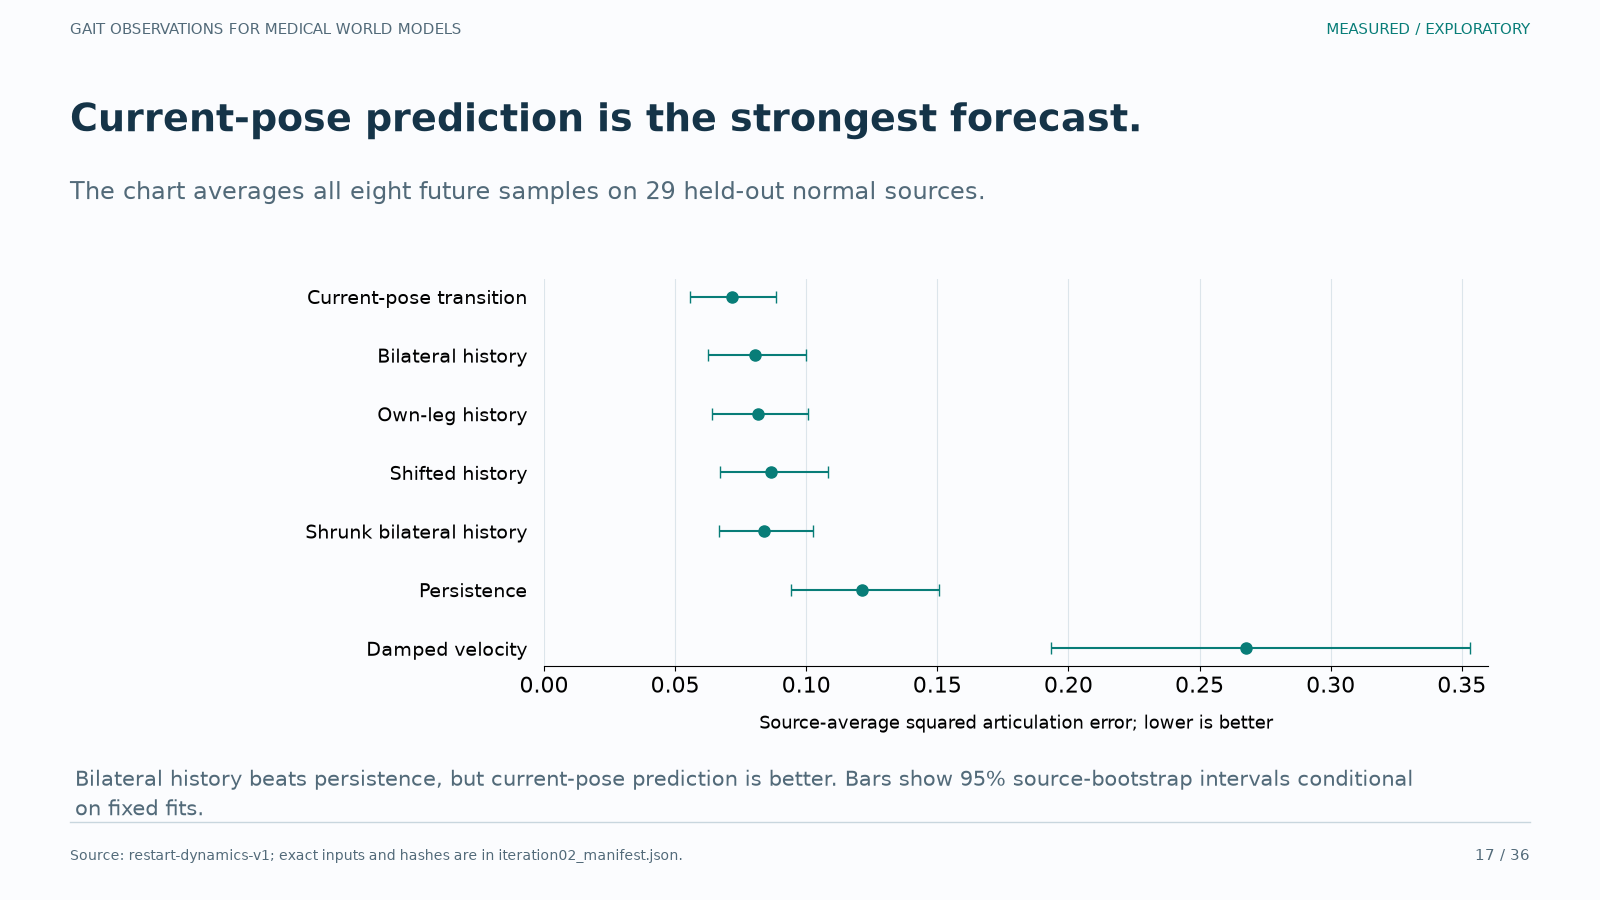 GAIT OBSERVATIONS FOR MEDICAL WORLD MODELS
MEASURED / EXPLORATORY
Current-pose prediction is the strongest forecast.
The chart averages all eight future samples on 29 held-out normal sources.
Current-pose transition
Bilateral history
Own-leg history
Shifted history
Shrunk bilateral history
Persistence
Damped velocity
0.00 0.05 0.10 0.15 0.20 0.25 0.30 0.35
Source-average squared articulation error; lower is better
Bilateral history beats persistence, but current-pose prediction is better. Bars show 95% source-bootstrap intervals conditional
on fixed fits.
Source: restart-dynamics-v1; exact inputs and hashes are in iteration02_manifest.json.
17 / 36